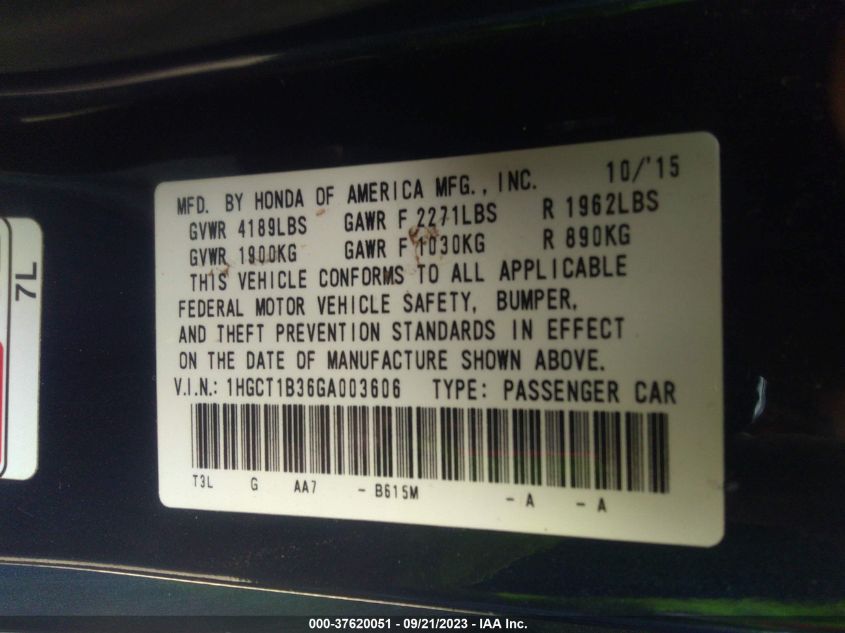 MFD. BY HONDA OF AMERICA MFG., INC. 10/'15
GVWR 4189LBS GAWR F 2271LBS R 1962LBS
GVWR 1900KG GAWR F 1030KG R 890KG
THIS VEHICLE CONFORMS TO ALL APPLICABLE
FEDERAL MOTOR VEHICLE SAFETY, BUMPER,
AND THEFT PREVENTION STANDARDS IN EFFECT
ON THE DATE OF MANUFACTURE SHOWN ABOVE.
V.I.N.: 1HGCT1B36GA003606 TYPE: PASSENGER CAR
T3L G AA7 - B615M - A - A
7L
000-37620051 - 09/21/2023 - IAA Inc.